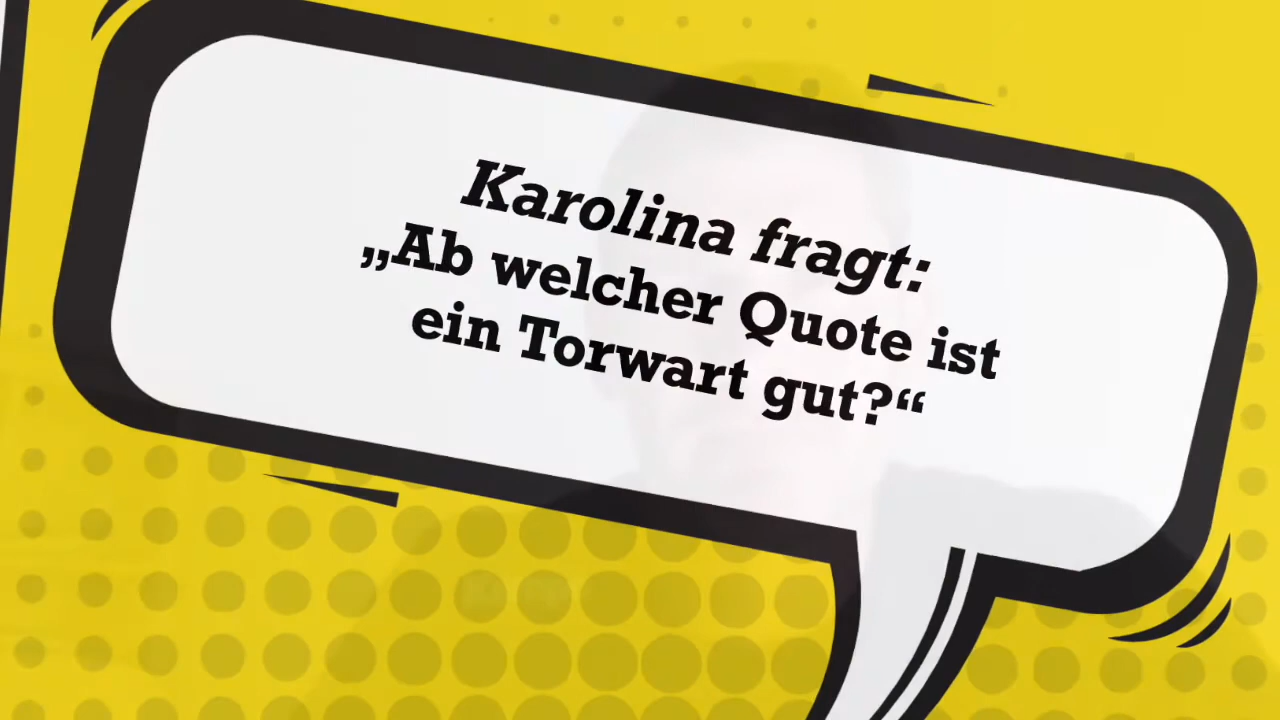 Karolina fragt:
„Ab welcher Quote ist
ein Torwart gut?“